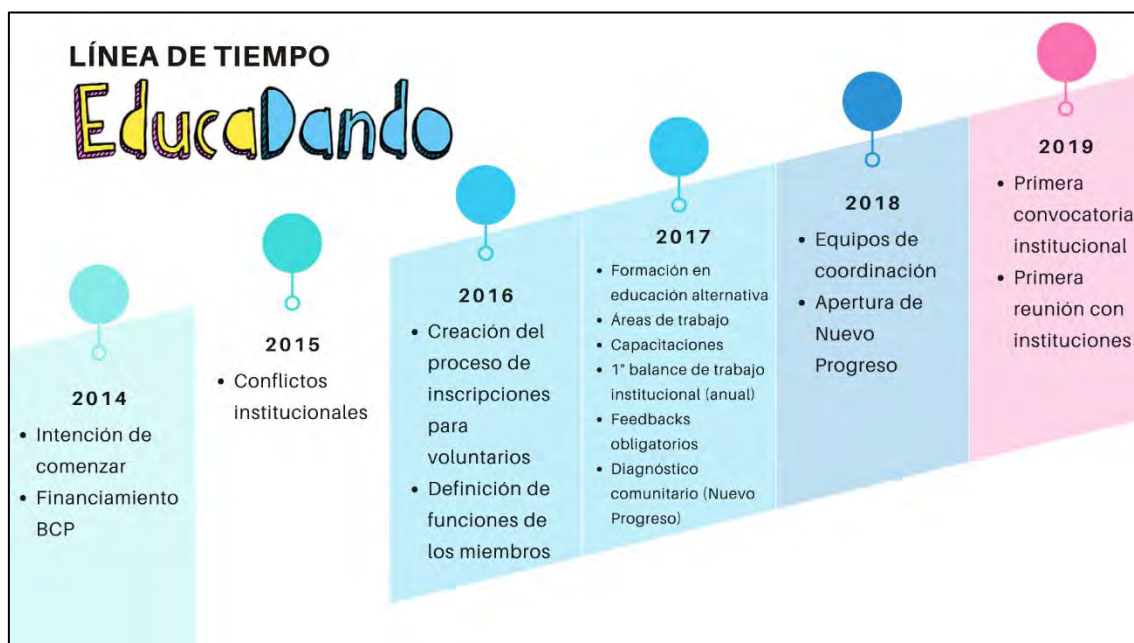 LÍNEA DE TIEMPO
EducaDando
2014
• Intención de
comenzar
• Financiamiento
BCP
2015
• Conflictos
institucionales
2016
• Creación del
proceso de
inscripciones
para
voluntarios
• Definición de
funciones de
los miembros
2017
• Formación en
educación alternativa
• Áreas de trabajo
• Capacitaciones
• 1° balance de trabajo
institucional (anual)
• Feedbacks
obligatorios
• Diagnóstico
comunitario (Nuevo
Progreso)
2018
• Equipos de
coordinación
• Apertura de
Nuevo
Progreso
2019
• Primera
convocatoria
institucional
• Primera
reunión con
instituciones